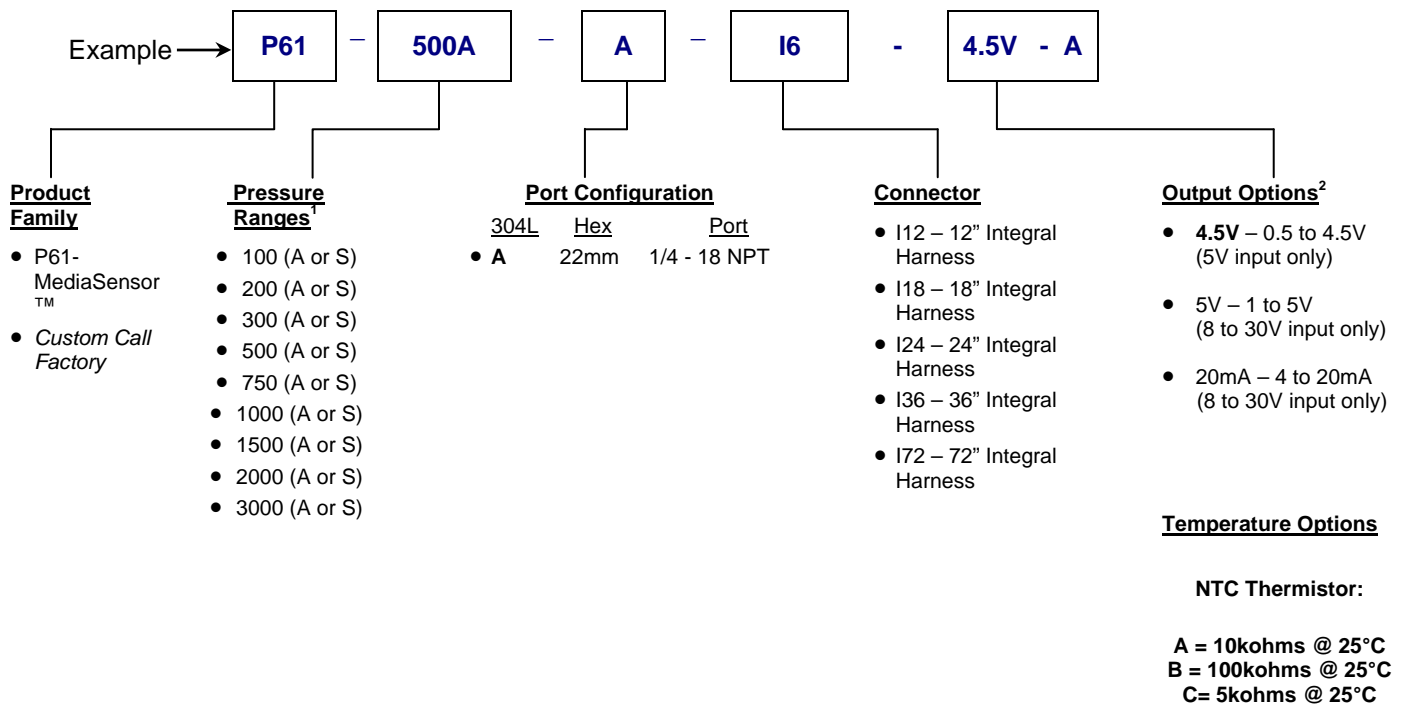 Example P61 – 500A – A – I6 - 4.5V - A
Product
Family
• P61-
MediaSensor
™
• Custom Call
Factory
Pressure
Ranges1
• 100 (A or S)
• 200 (A or S)
• 300 (A or S)
• 500 (A or S)
• 750 (A or S)
• 1000 (A or S)
• 1500 (A or S)
• 2000 (A or S)
• 3000 (A or S)
Port Configuration
304L Hex Port
• A 22mm 1/4 - 18 NPT
Connector
• I12 – 12” Integral
Harness
• I18 – 18” Integral
Harness
• I24 – 24” Integral
Harness
• I36 – 36” Integral
Harness
• I72 – 72” Integral
Harness
Output Options2
• 4.5V – 0.5 to 4.5V
(5V input only)
• 5V – 1 to 5V
(8 to 30V input only)
• 20mA – 4 to 20mA
(8 to 30V input only)
Temperature Options
NTC Thermistor:
A = 10kohms @ 25°C
B = 100kohms @ 25°C
C= 5kohms @ 25°C